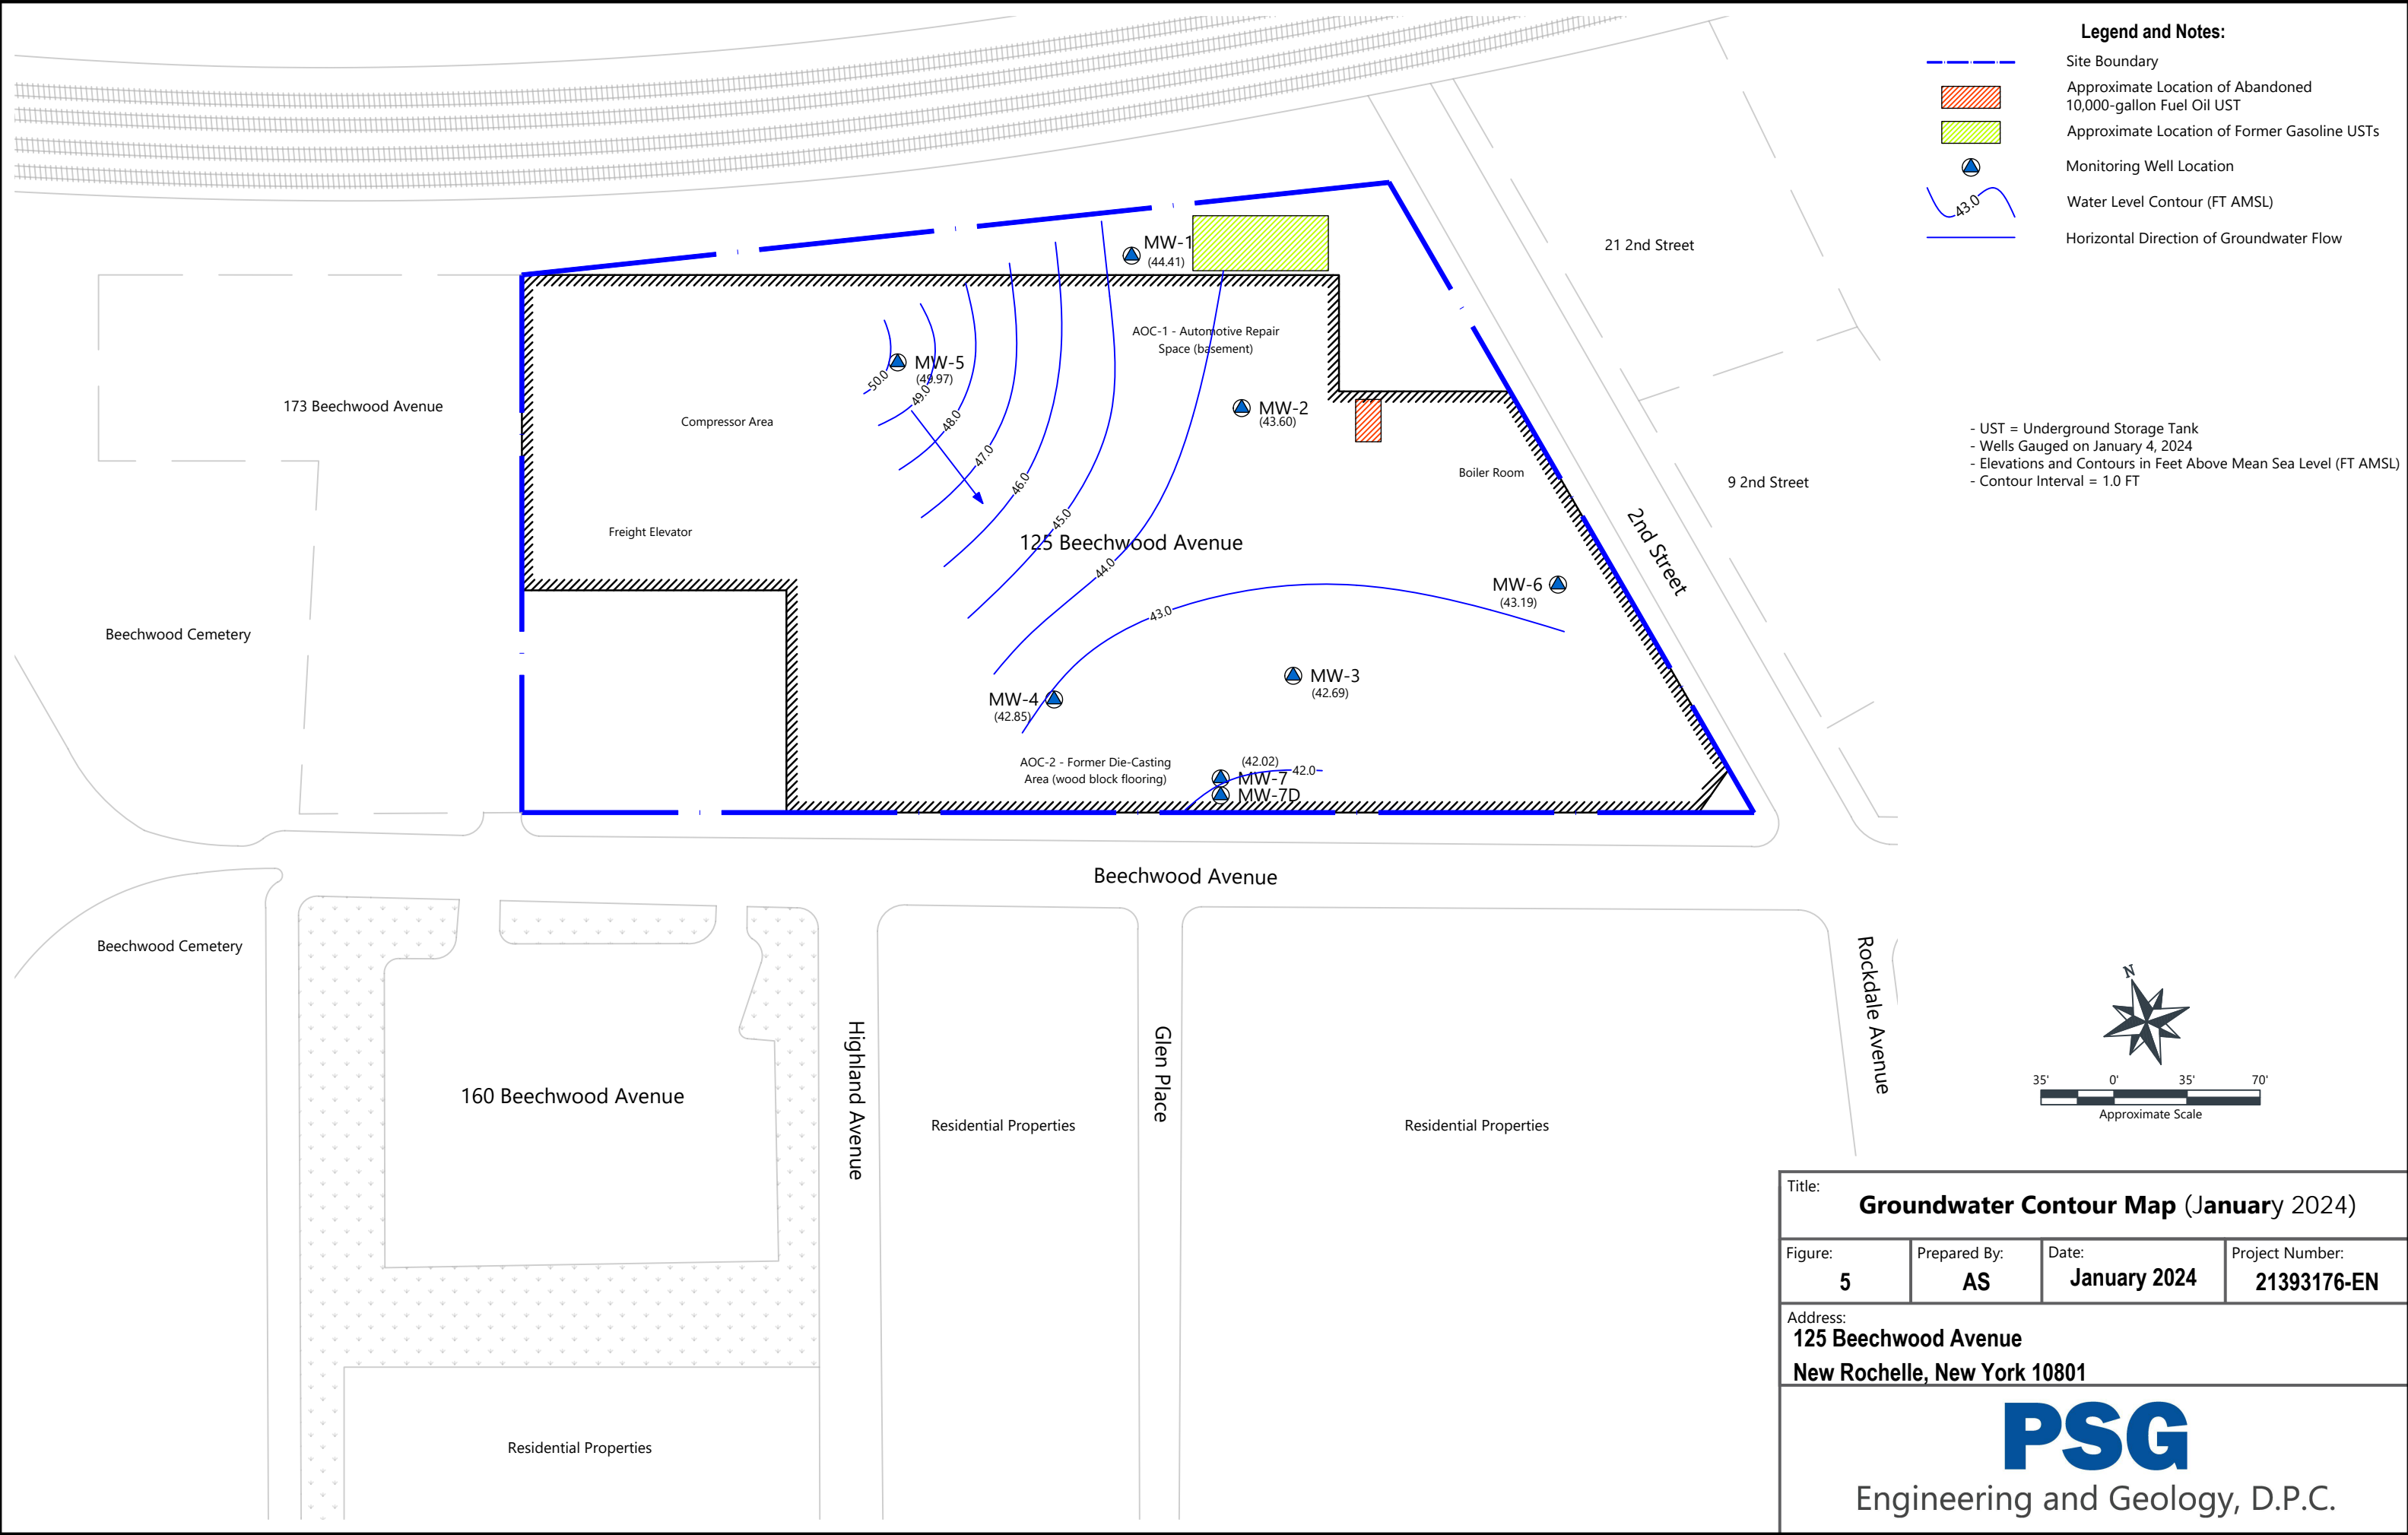 Legend and Notes:
Site Boundary
Approximate Location of Abandoned
10,000-gallon Fuel Oil UST
Approximate Location of Former Gasoline USTs
Monitoring Well Location
43.0
Water Level Contour (FT AMSL)
Horizontal Direction of Groundwater Flow
- UST = Underground Storage Tank
- Wells Gauged on January 4, 2024
- Elevations and Contours in Feet Above Mean Sea Level (FT AMSL)
- Contour Interval = 1.0 FT
21 2nd Street
9 2nd Street
2nd Street
MW-1
(44.41)
AOC-1 - Automotive Repair
Space (basement)
MW-5
(49.97)
50.0
49.0
48.0
47.0
46.0
45.0
44.0
43.0
42.0
MW-2
(43.60)
173 Beechwood Avenue
Compressor Area
Boiler Room
Freight Elevator
125 Beechwood Avenue
MW-6
(43.19)
Beechwood Cemetery
MW-3
(42.69)
MW-4
(42.85)
AOC-2 - Former Die-Casting
Area (wood block flooring)
(42.02)
MW-7
MW-7D
Beechwood Avenue
Beechwood Cemetery
Rockdale Avenue
Highland Avenue
Glen Place
160 Beechwood Avenue
Residential Properties
Residential Properties
Residential Properties
N
35' 0' 35' 70'
Approximate Scale
Title:
Groundwater Contour Map (January 2024)
Figure:
5
Prepared By:
AS
Date:
January 2024
Project Number:
21393176-EN
Address:
125 Beechwood Avenue
New Rochelle, New York 10801
PSG
Engineering and Geology, D.P.C.